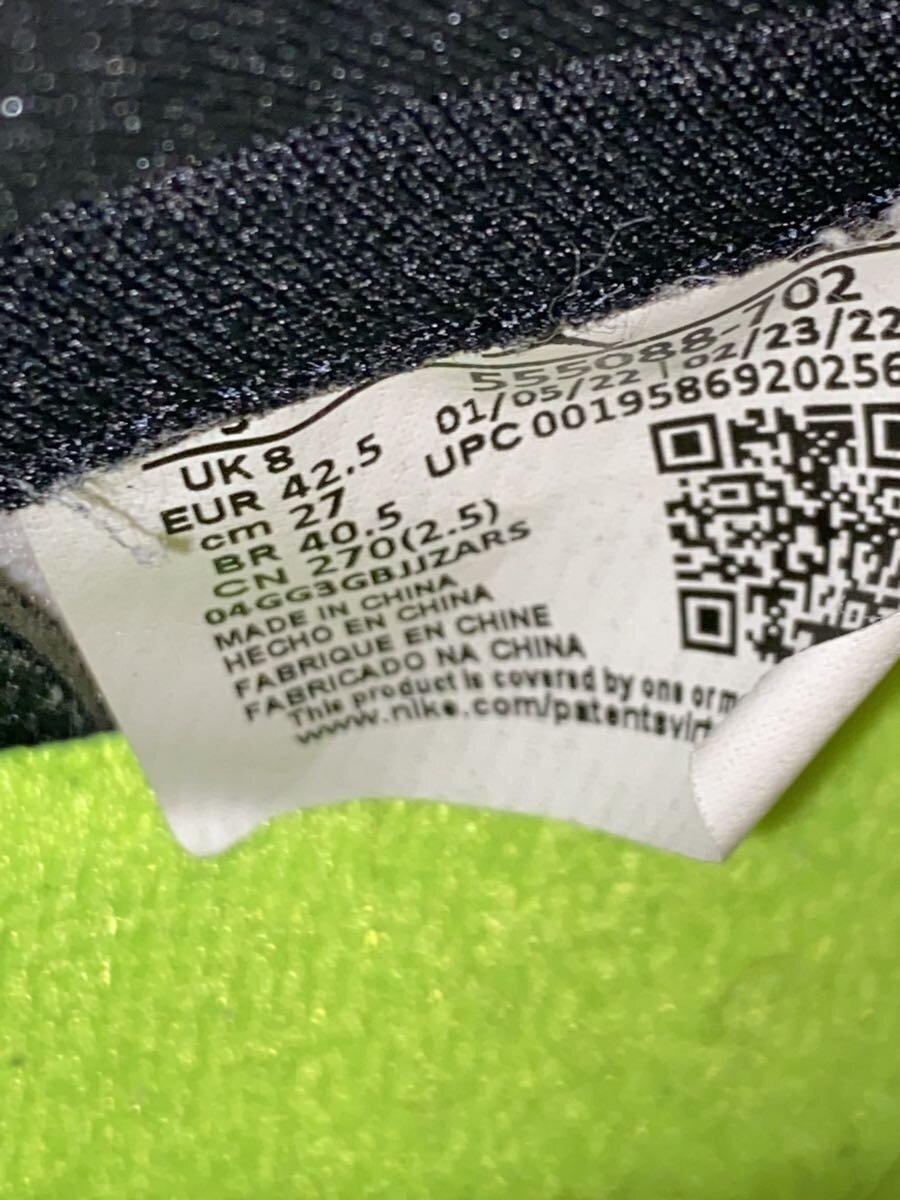 UK 8
EUR 42.5
cm 27
BR 40.5
CN 270(2.5)
04GG3GBJJZARS
MADE IN CHINA
HECHO EN CHINA
FABRIQUE EN CHINE
FABRICADO NA CHINA
This product is covered by one or
www.nike.com/patentsvirt
555088-702
01/05/22 | 02/23/22
UPC 0019586920256